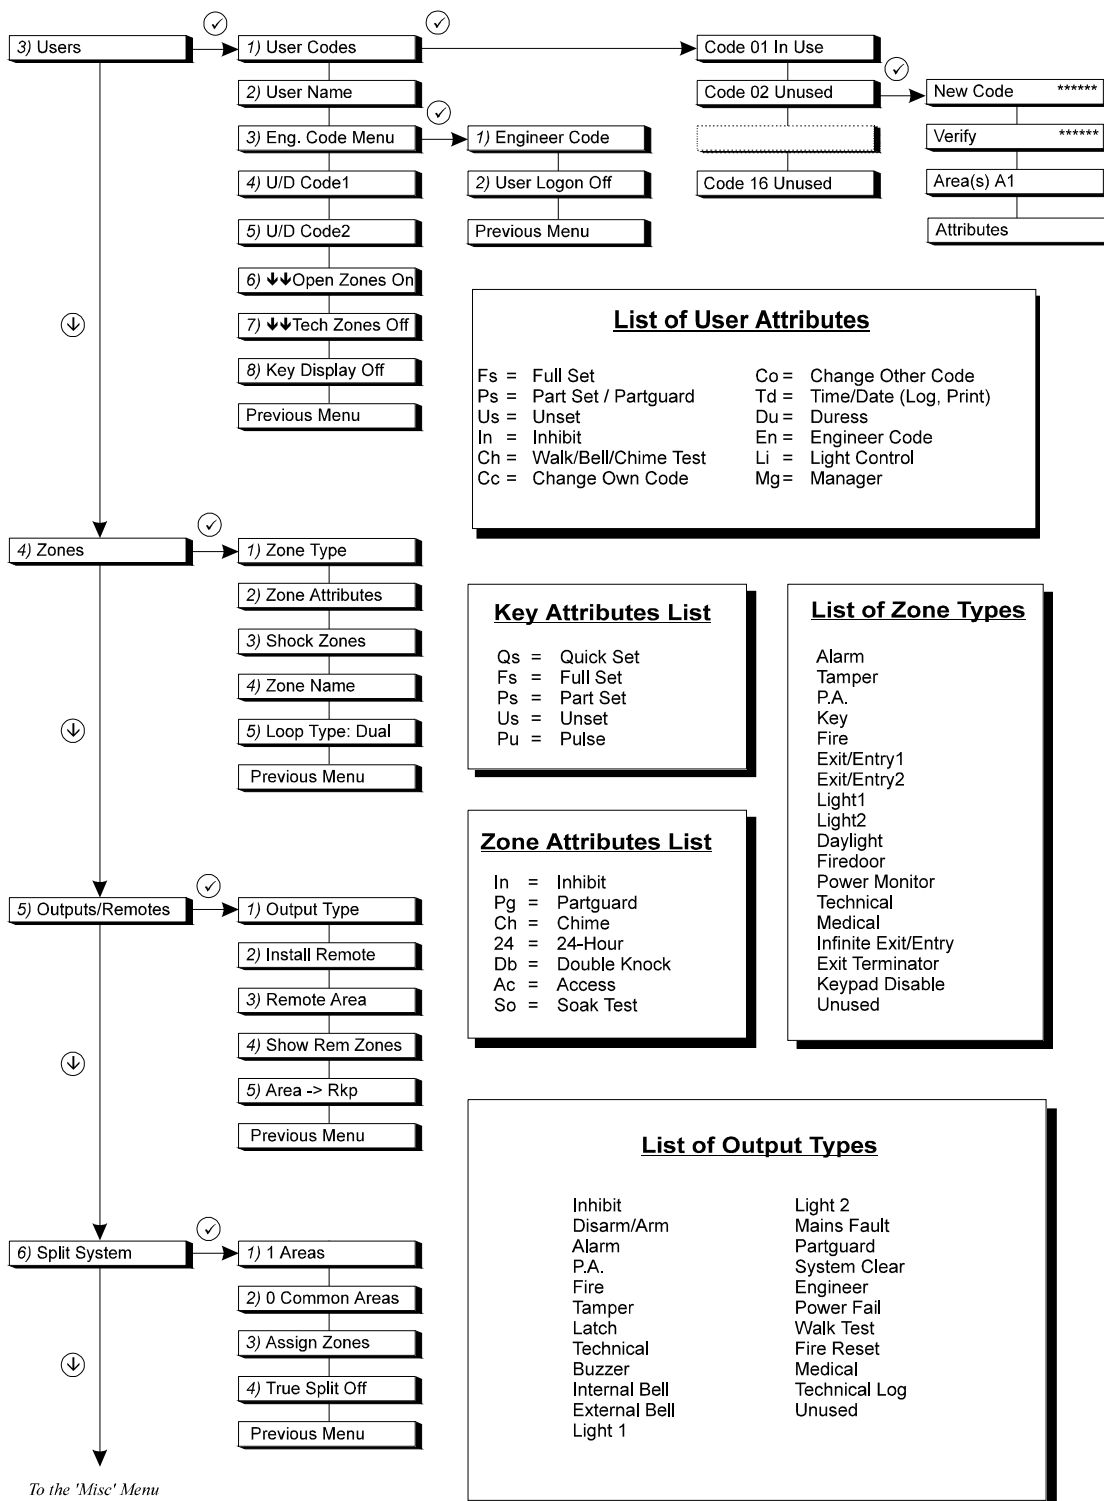 3) Users
1) User Codes
Code 01 In Use
2) User Name
Code 02 Unused
New Code ******
3) Eng. Code Menu
1) Engineer Code
Verify ******
4) U/D Code1
2) User Logon Off
Code 16 Unused
Area(s) A1
5) U/D Code2
Previous Menu
Attributes
6) ↓↓Open Zones On
7) ↓↓Tech Zones Off
8) Key Display Off
Previous Menu
List of User Attributes
Fs = Full Set
Ps = Part Set / Partguard
Us = Unset
In = Inhibit
Ch = Walk/Bell/Chime Test
Cc = Change Own Code
Co = Change Other Code
Td = Time/Date (Log, Print)
Du = Duress
En = Engineer Code
Li = Light Control
Mg = Manager
4) Zones
1) Zone Type
2) Zone Attributes
3) Shock Zones
4) Zone Name
5) Loop Type: Dual
Previous Menu
Key Attributes List
Qs = Quick Set
Fs = Full Set
Ps = Part Set
Us = Unset
Pu = Pulse
List of Zone Types
Alarm
Tamper
P.A.
Key
Fire
Exit/Entry1
Exit/Entry2
Light1
Light2
Daylight
Firedoor
Power Monitor
Technical
Medical
Infinite Exit/Entry
Exit Terminator
Keypad Disable
Unused
Zone Attributes List
In = Inhibit
Pg = Partguard
Ch = Chime
24 = 24-Hour
Db = Double Knock
Ac = Access
So = Soak Test
5) Outputs/Remotes
1) Output Type
2) Install Remote
3) Remote Area
4) Show Rem Zones
5) Area -> Rkp
Previous Menu
List of Output Types
Inhibit
Disarm/Arm
Alarm
P.A.
Fire
Tamper
Latch
Technical
Buzzer
Internal Bell
External Bell
Light 1
Light 2
Mains Fault
Partguard
System Clear
Engineer
Power Fail
Walk Test
Fire Reset
Medical
Technical Log
Unused
6) Split System
1) 1 Areas
2) 0 Common Areas
3) Assign Zones
4) True Split Off
Previous Menu
To the 'Misc' Menu